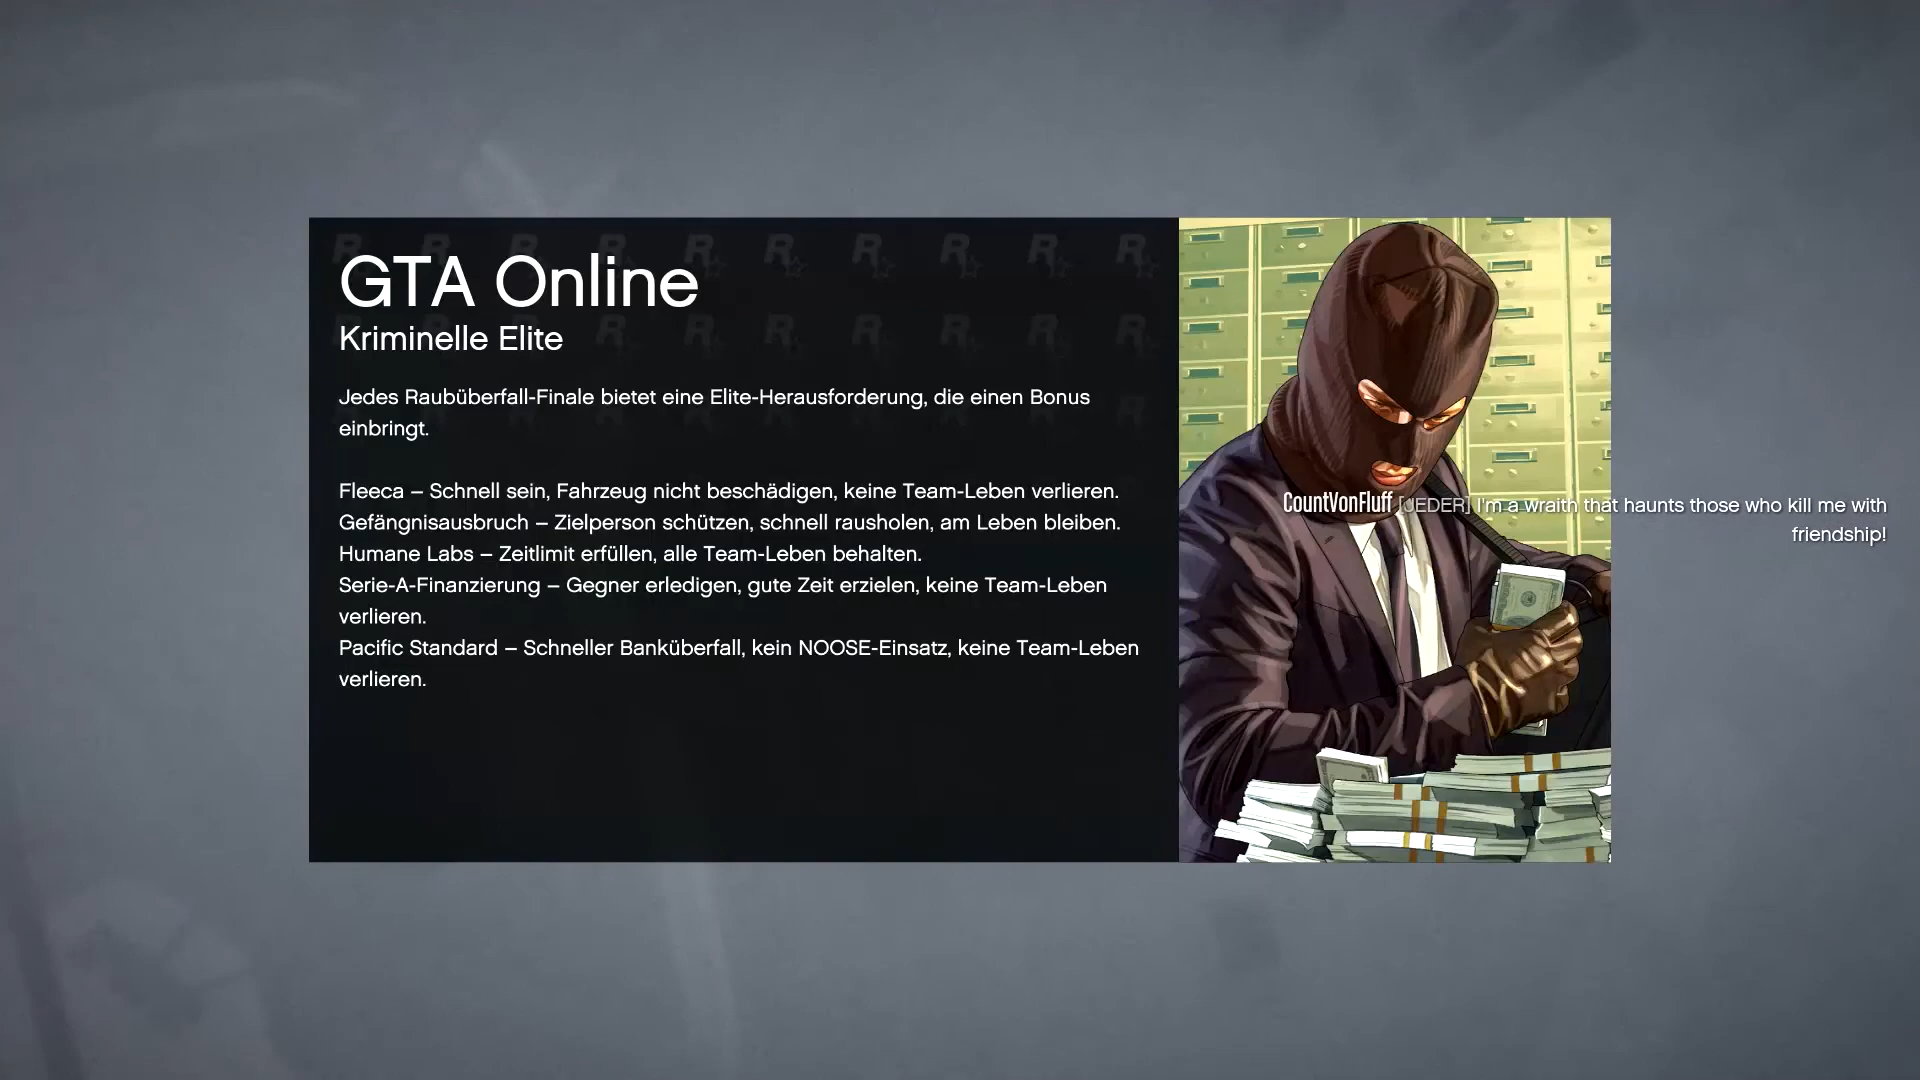 GTA Online
Kriminelle Elite
Jedes Raubüberfall-Finale bietet eine Elite-Herausforderung, die einen Bonus
einbringt.
Fleeca – Schnell sein, Fahrzeug nicht beschädigen, keine Team-Leben verlieren.
Gefängnisausbruch – Zielperson schützen, schnell rausholen, am Leben bleiben.
Humane Labs – Zeitlimit erfüllen, alle Team-Leben behalten.
Serie-A-Finanzierung – Gegner erledigen, gute Zeit erzielen, keine Team-Leben
verlieren.
Pacific Standard – Schneller Banküberfall, kein NOOSE-Einsatz, keine Team-Leben
verlieren.
CountVonFluff [JEDER] I'm a wraith that haunts those who kill me with
friendship!